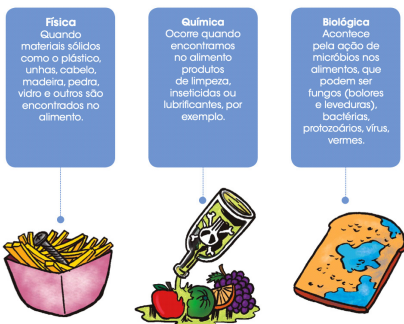 Física
Quando
materiais sólidos
como o plástico,
unhas, cabelo,
madeira, pedra,
vidro e outros são
encontrados no
alimento.
Química
Ocorre quando
encontramos
no alimento
produtos
de limpeza,
inseticidas ou
lubrificantes, por
exemplo.
Biológica
Acontece
pela ação de
micróbios nos
alimentos, que
podem ser
fungos (bolores
e leveduras),
bactérias,
protozoários, vírus,
vermes.